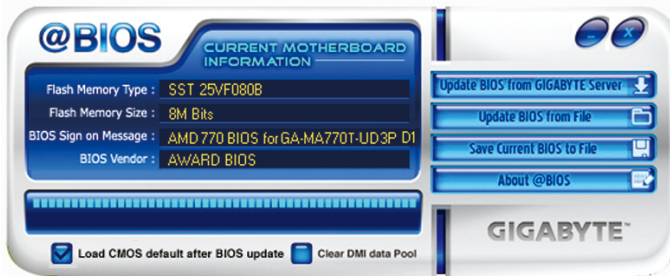 @BIOS
CURRENT MOTHERBOARD
INFORMATION
Flash Memory Type : SST 25VF080B
Flash Memory Size : 8M Bits
BIOS Sign on Message : AMD 770 BIOS for GA-MA770T-UD3P D1
BIOS Vendor : AWARD BIOS
Load CMOS default after BIOS update Clear DMI data Pool
Update BIOS from GIGABYTE Server
Update BIOS from File
Save Current BIOS to File
About @BIOS
GIGABYTE™